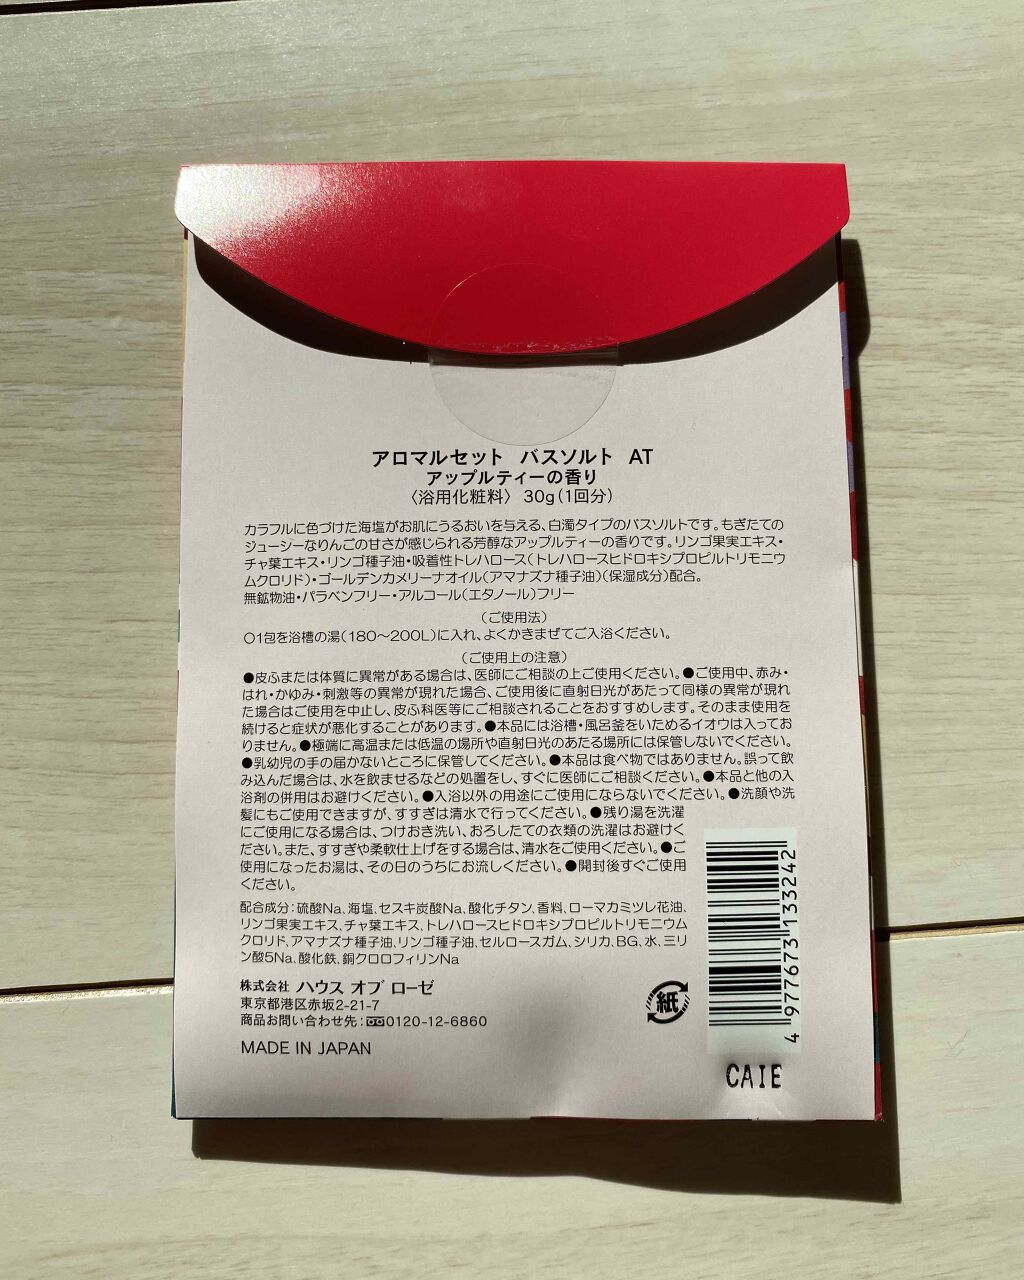 アロマルセット バスソルト AT
アップルティーの香り
〈浴用化粧料〉 30g(1回分)
カラフルに色づけた海塩がお肌にうるおいを与える、白濁タイプのバスソルトです。もぎたての
ジューシーなりんごの甘さが感じられる芳醇なアップルティーの香りです。リンゴ果実エキス・
チャ葉エキス・リンゴ種子油・吸着性トレハロース(トレハロースヒドロキシプロピルトリモニウ
ムクロリド)・ゴールデンカメリーナオイル(アマナズナ種子油)(保湿成分)配合。
無鉱物油・パラベンフリー・アルコール(エタノール)フリー
〈ご使用法〉
○1包を浴槽の湯(180〜200L)に入れ、よくかきまぜてご入浴ください。
〈ご使用上の注意〉
●皮ふまたは体質に異常がある場合は、医師にご相談の上ご使用ください。●ご使用中、赤み・
はれ・かゆみ・刺激等の異常が現れた場合、ご使用後に直射日光があたって同様の異常が現れ
た場合はご使用を中止し、皮ふ科医等にご相談されることをおすすめします。そのまま使用を
続けると症状が悪化することがあります。●本品には浴槽・風呂釜をいためるイオウは入ってお
りません。●極端に高温または低温の場所や直射日光のあたる場所には保管しないでください。
●乳幼児の手の届かないところに保管してください。●本品は食べ物ではありません。誤って飲
み込んだ場合は、水を飲ませるなどの処置をし、すぐに医師にご相談ください。●本品と他の入
浴剤の併用はお避けください。●入浴以外の用途にご使用にならないでください。●洗顔や洗
髪にもご使用できますが、すすぎは清水で行ってください。●残り湯を洗濯
にご使用になる場合は、つけおき洗い、おろしたての衣類の洗濯はお避けく
ださい。また、すすぎや柔軟仕上げをする場合は、清水をご使用ください。●ご
使用になったお湯は、その日のうちにお流しください。●開封後すぐご使用
ください。
配合成分:硫酸Na、海塩、セスキ炭酸Na、酸化チタン、香料、ローマカミツレ花油、
リンゴ果実エキス、チャ葉エキス、トレハロースヒドロキシプロピルトリモニウム
クロリド、アマナズナ種子油、リンゴ種子油、セルロースガム、シリカ、BG、水、三リ
ン酸5Na、酸化鉄、銅クロロフィリンNa
株式会社 ハウス オブ ローゼ
東京都港区赤坂2-21-7
商品お問い合わせ先:0120-12-6860
MADE IN JAPAN
紙
4 977673 133242
CAIE